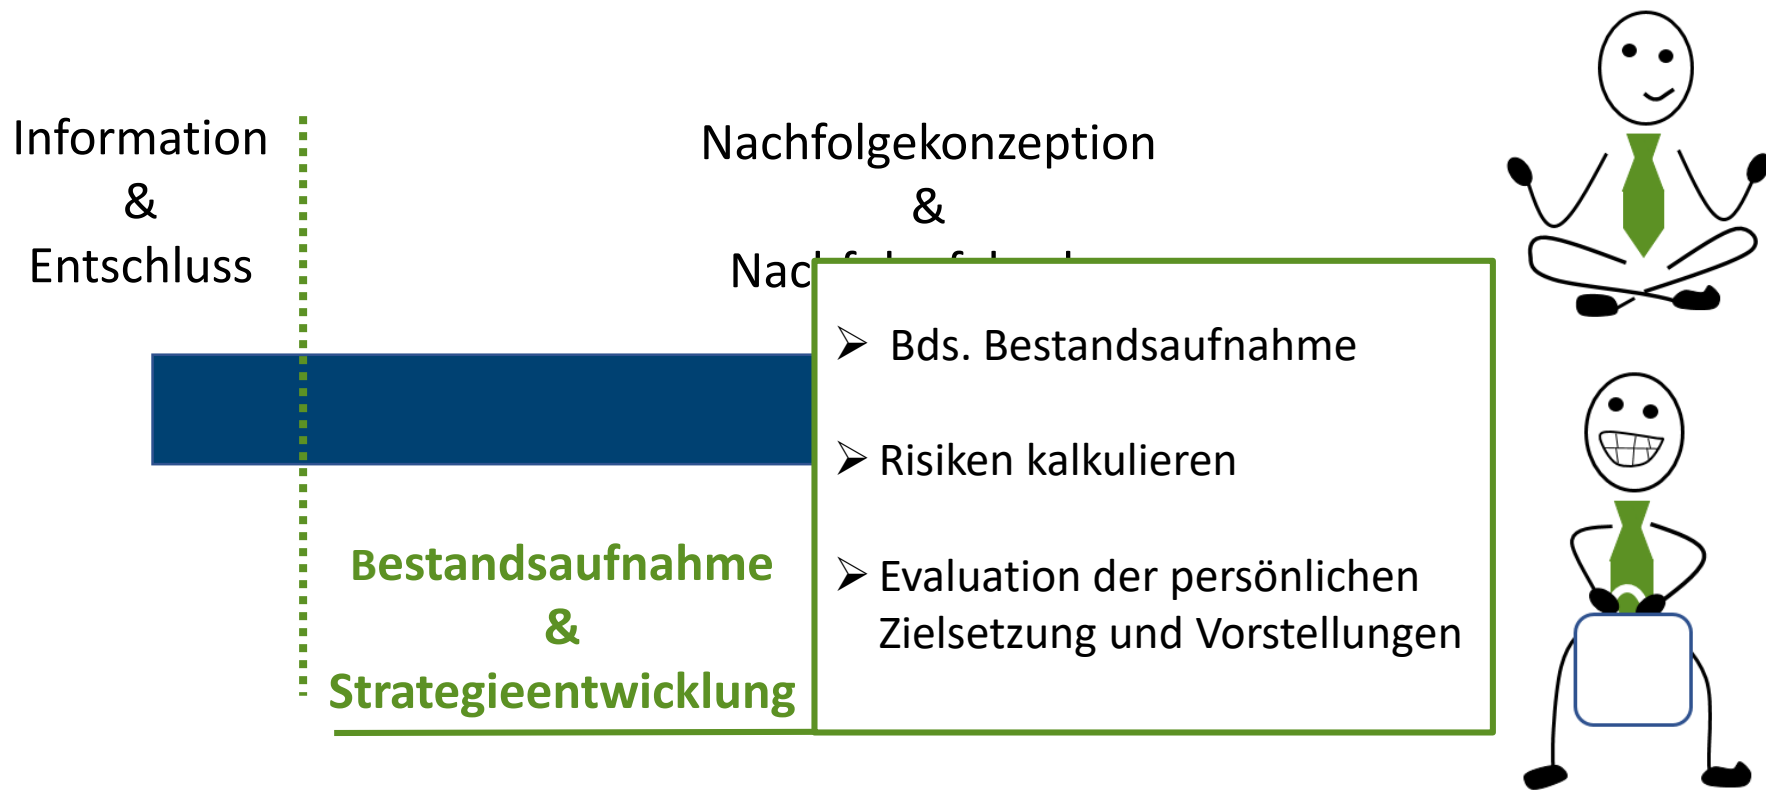 Information
&
Entschluss
Nachfolgekonzeption
&
Bds. Bestandsaufnahme
Risiken kalkulieren
Evaluation der persönlichen
Zielsetzung und Vorstellungen
Bestandsaufnahme
&
Strategieentwicklung